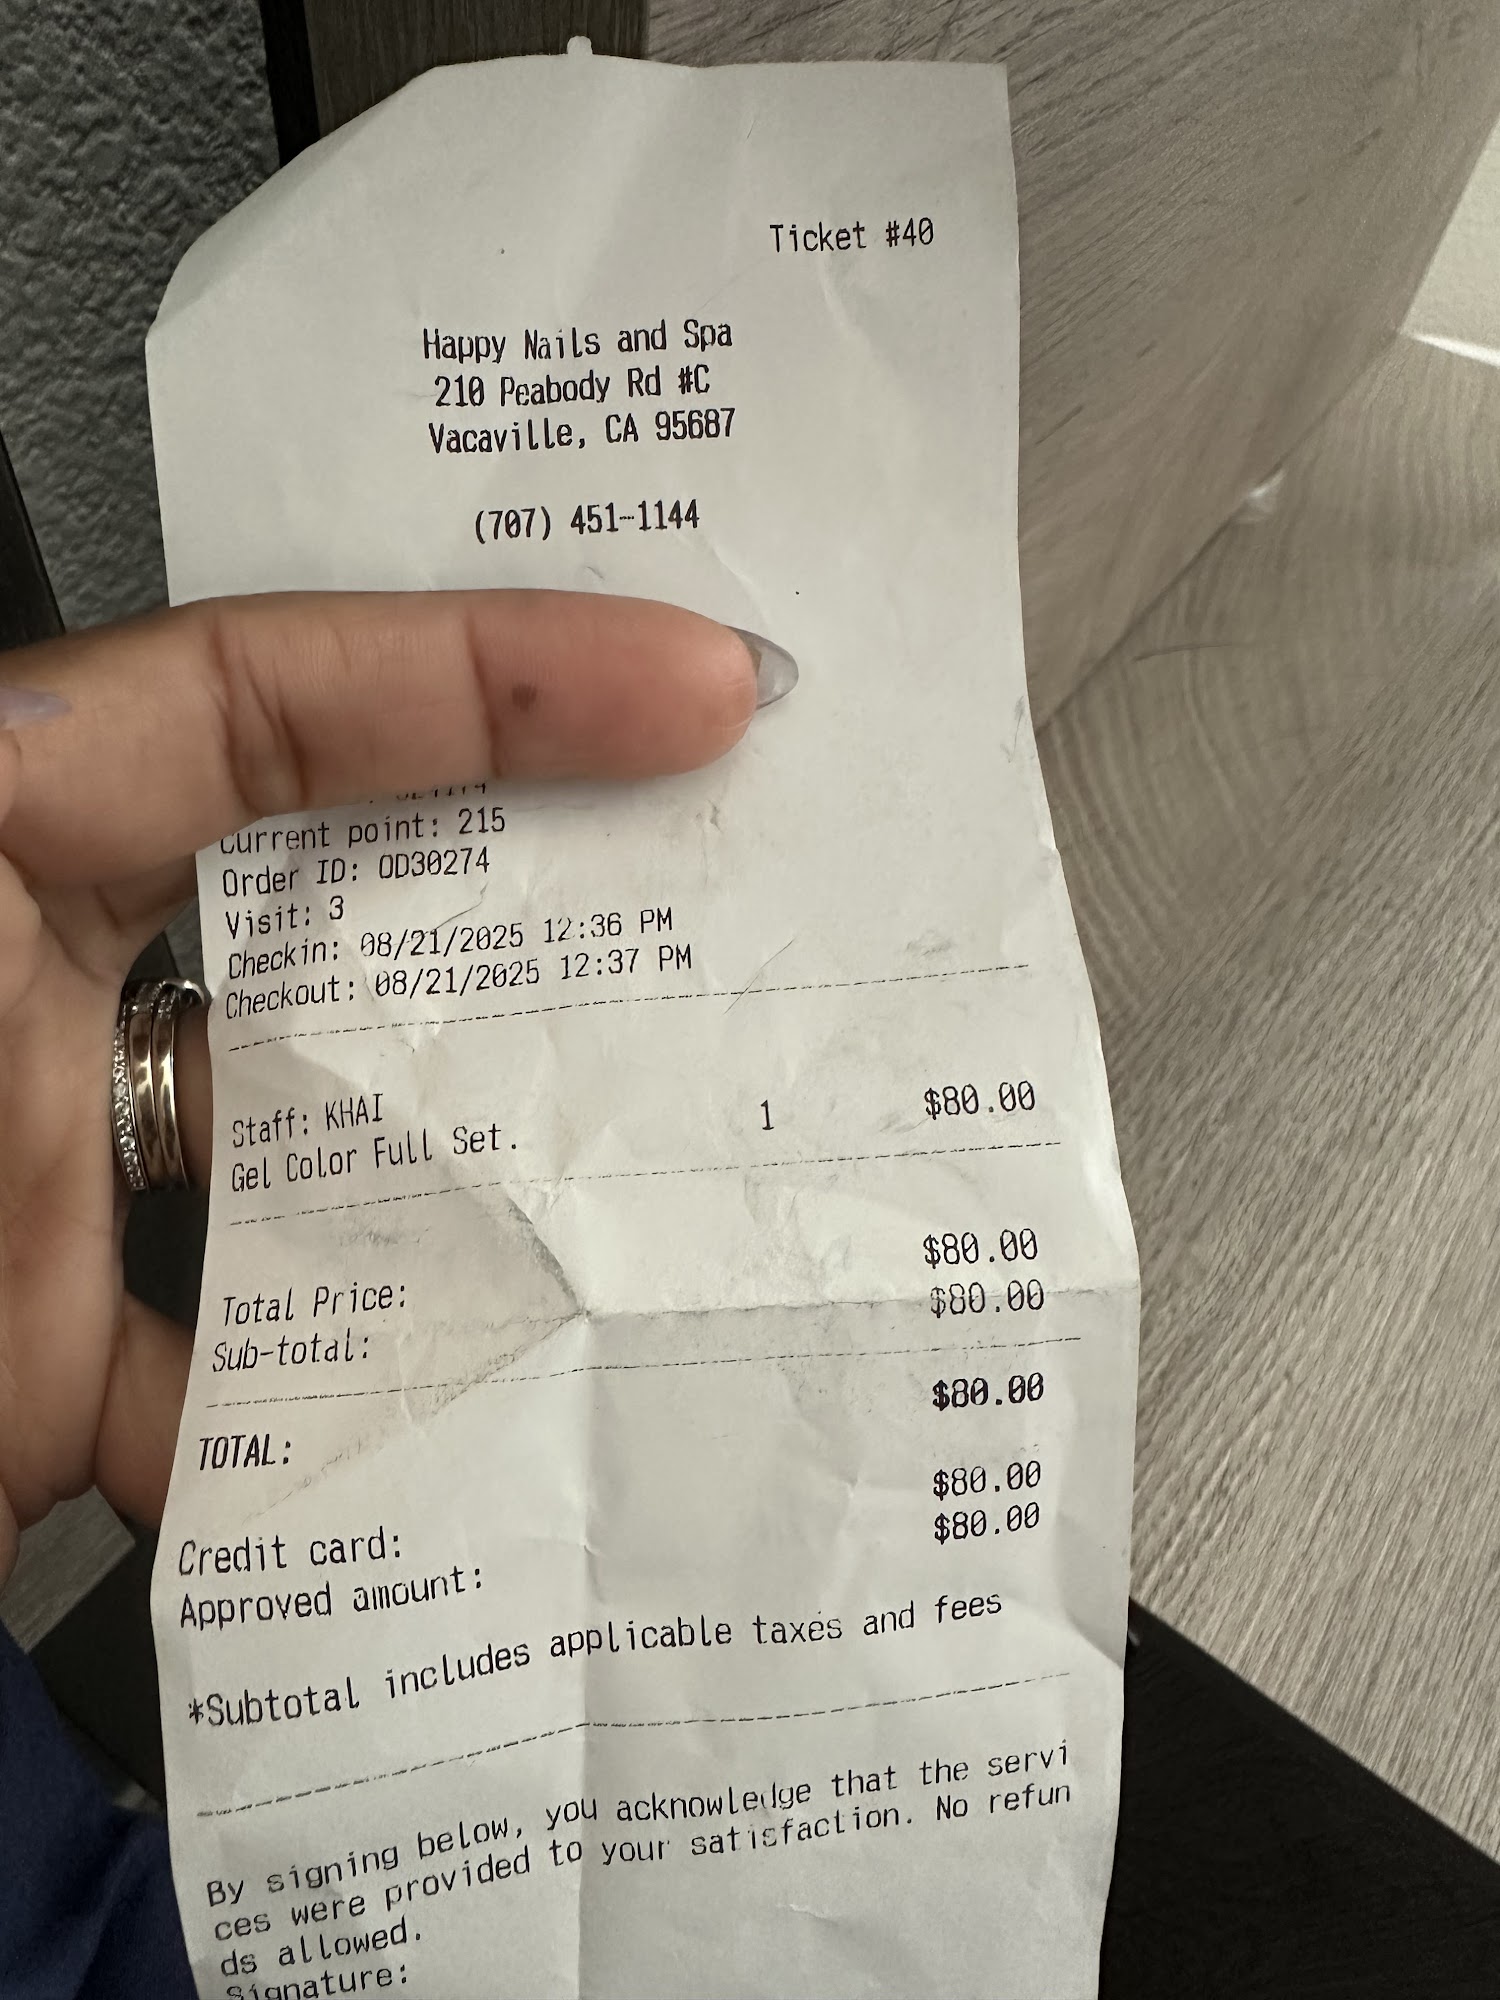 Ticket #40
Happy Nails and Spa
210 Peabody Rd #C
Vacaville, CA 95687
(707) 451-1144
Current point: 215
Order ID: OD30274
Visit: 3
Checkin: 08/21/2025 12:36 PM
Checkout: 08/21/2025 12:37 PM
Staff: KHAI
Gel Color Full Set. 1 $80.00
Total Price: $80.00
Sub-total: $80.00
TOTAL: $80.00
Credit card: $80.00
Approved amount: $80.00
*Subtotal includes applicable taxes and fees
By signing below, you acknowledge that the servi
ces were provided to your satisfaction. No refun
ds allowed.
Signature: